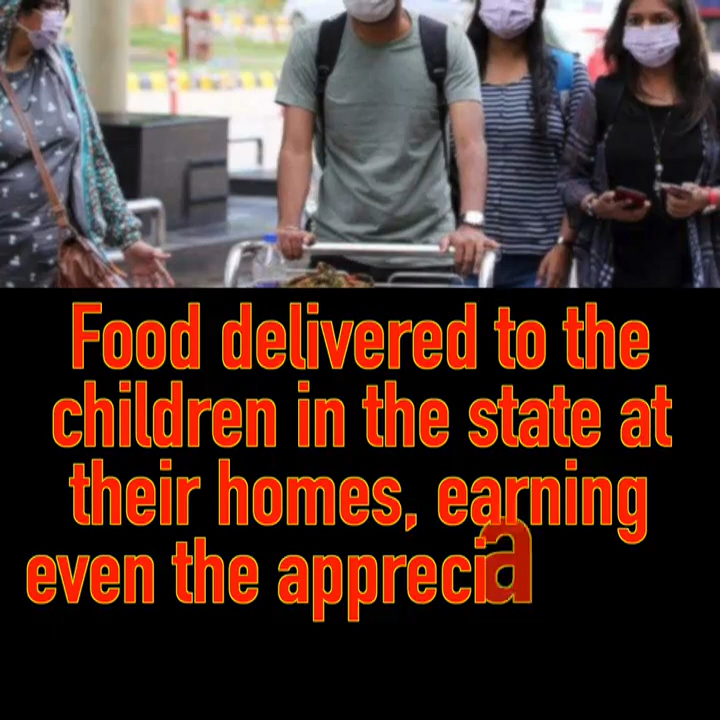 Food delivered to the
children in the state at
their homes, earning
even the apprecia